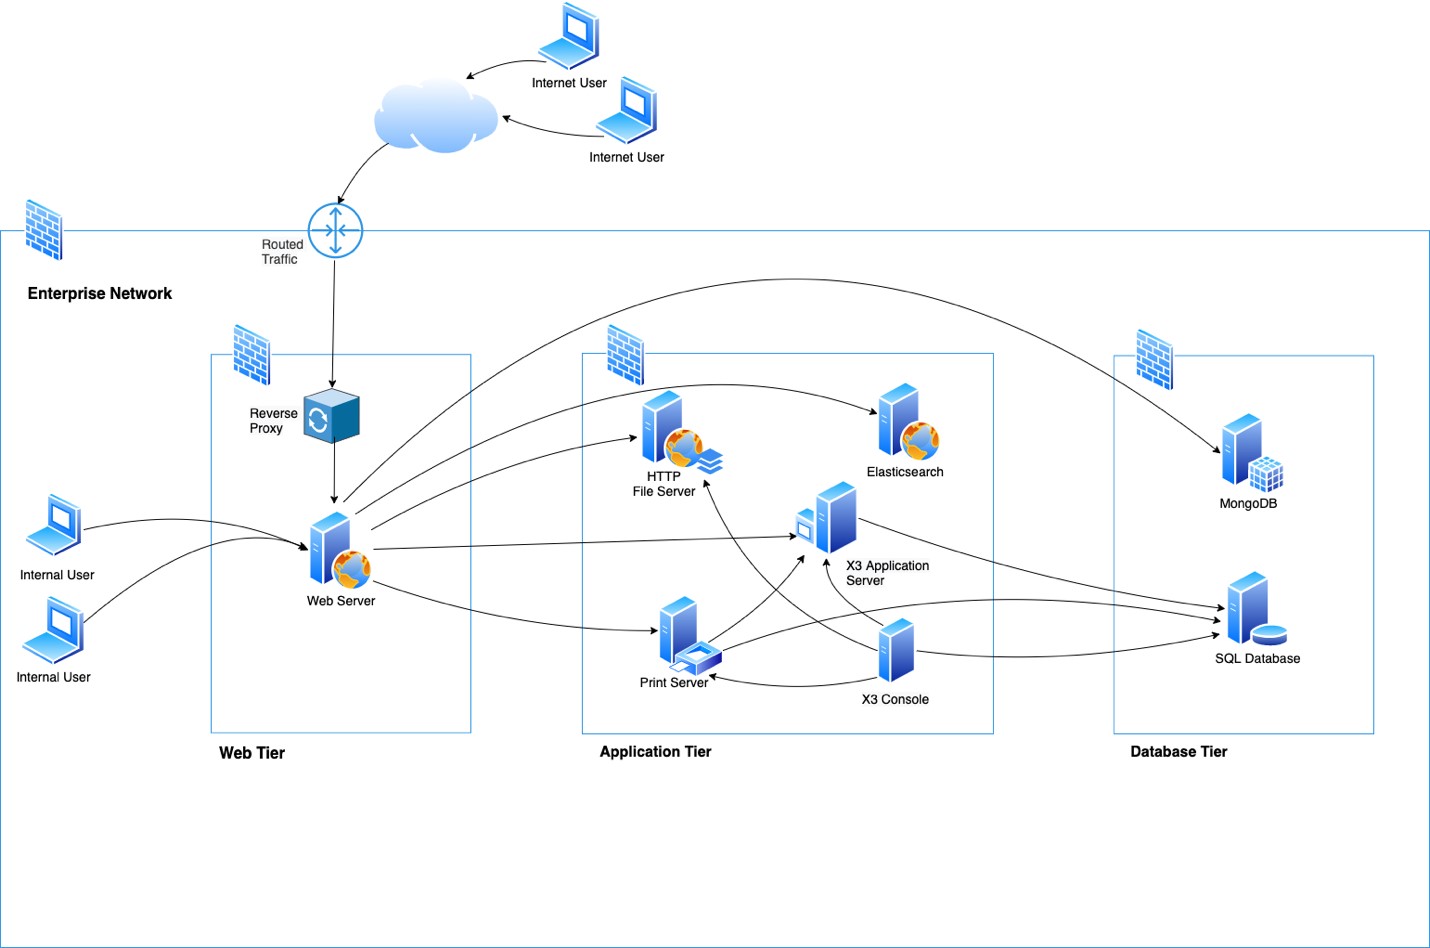 Internet User
Internet User
Routed
Traffic
Enterprise Network
Reverse
Proxy
HTTP
File Server
Elasticsearch
MongoDB
Internal User
Web Server
X3 Application
Server
Internal User
Print Server
X3 Console
SQL Database
Web Tier
Application Tier
Database Tier